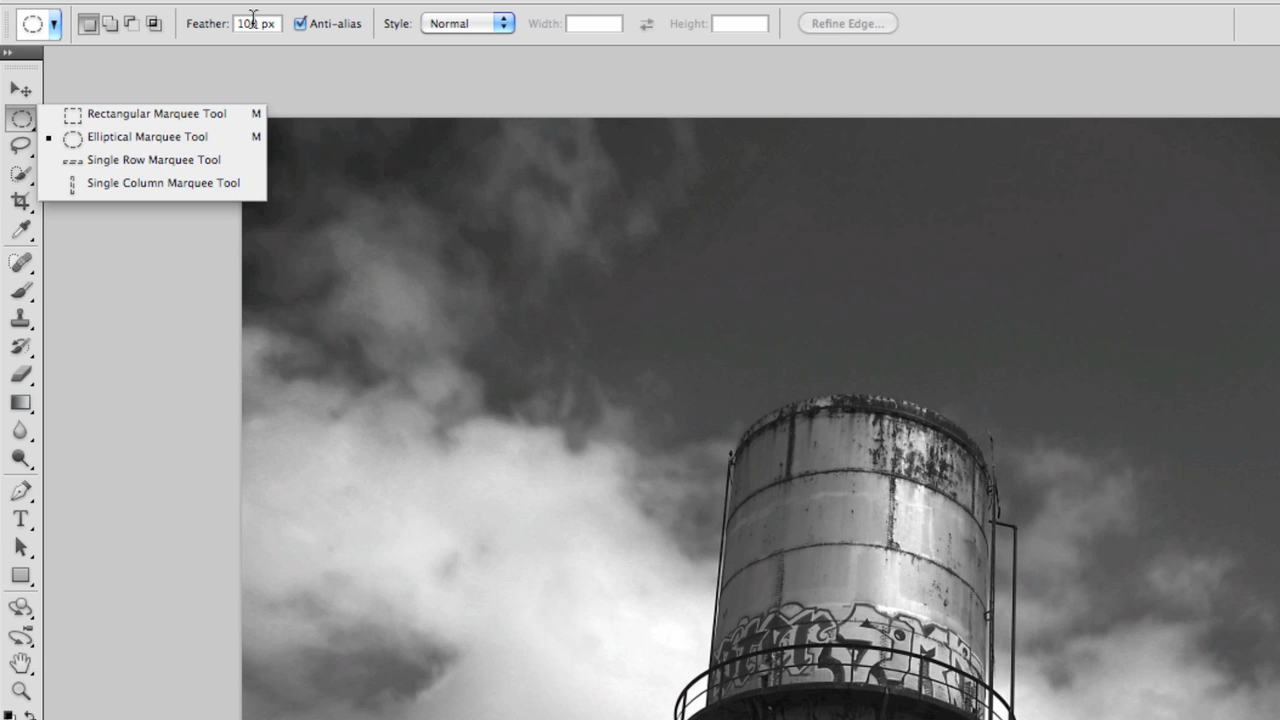 Feather: px Anti-alias Style: Normal Width: Height: Refine Edge...
Rectangular Marquee Tool M
Elliptical Marquee Tool M
Single Row Marquee Tool
Single Column Marquee Tool
T